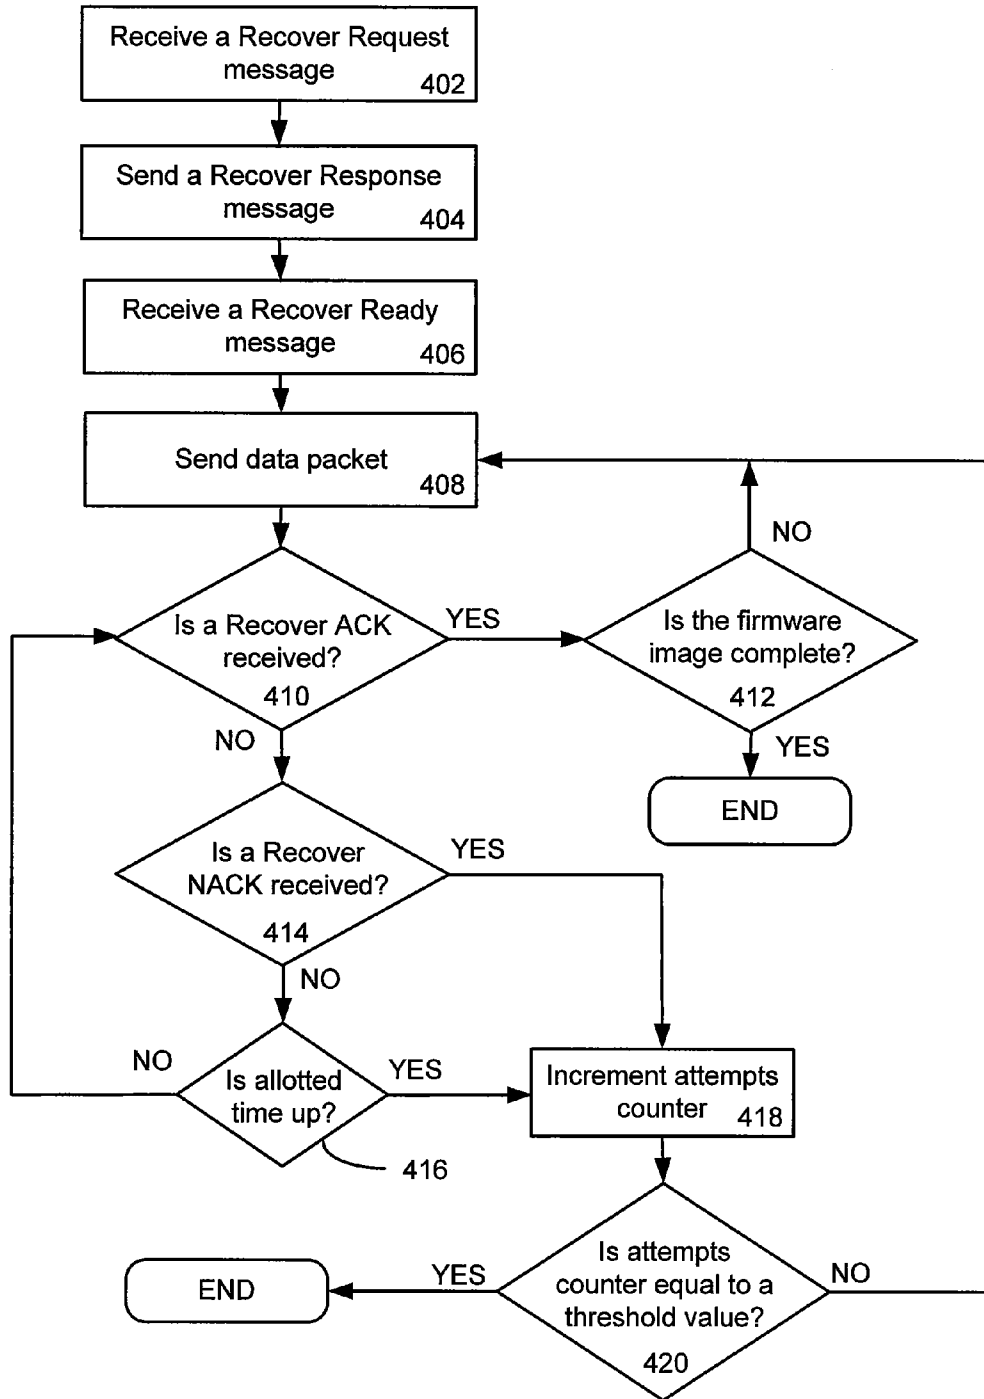 Receive a Recover Request
message
402
Send a Recover Response
message
404
Receive a Recover Ready
message
406
Send data packet
408
NO
Is a Recover ACK
received?
410
YES
Is the firmware
image complete?
412
NO
YES
END
Is a Recover
NACK received?
414
YES
NO
NO
Is allotted
time up?
416
YES
Increment attempts
counter
418
Is attempts
counter equal to a
threshold value?
420
YES
NO
END